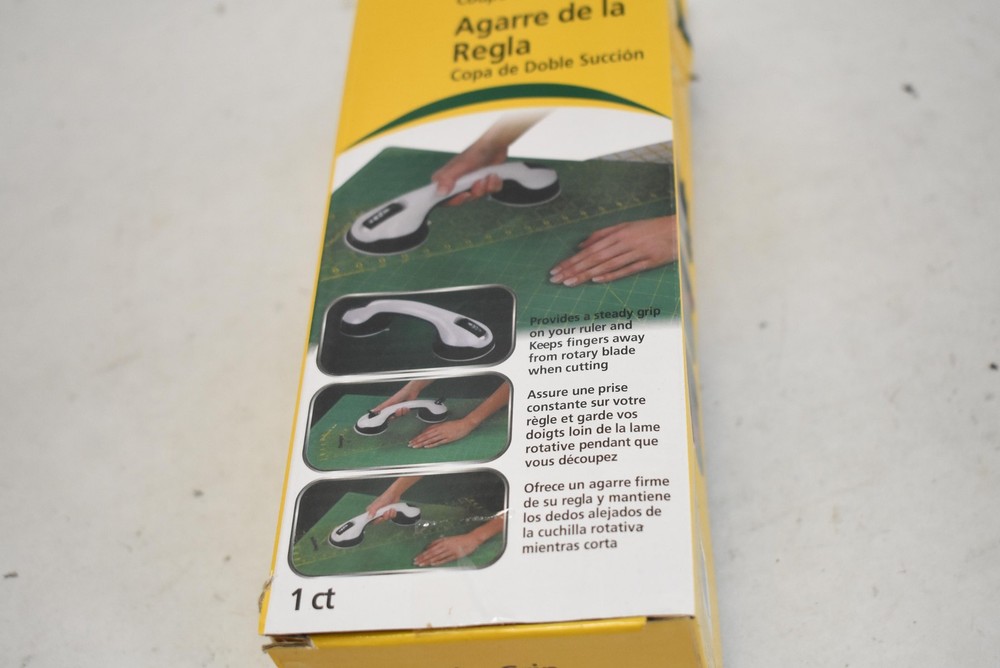 Agarre de la
Regla
Copa de Doble Succión
Provides a steady grip
on your ruler and
Keeps fingers away
from rotary blade
when cutting
Assure une prise
constante sur votre
règle et garde vos
doigts loin de la lame
rotative pendant que
vous découpez
Ofrece un agarre firme
de su regla y mantiene
los dedos alejados de
la cuchilla rotativa
mientras corta
1 ct
Grip